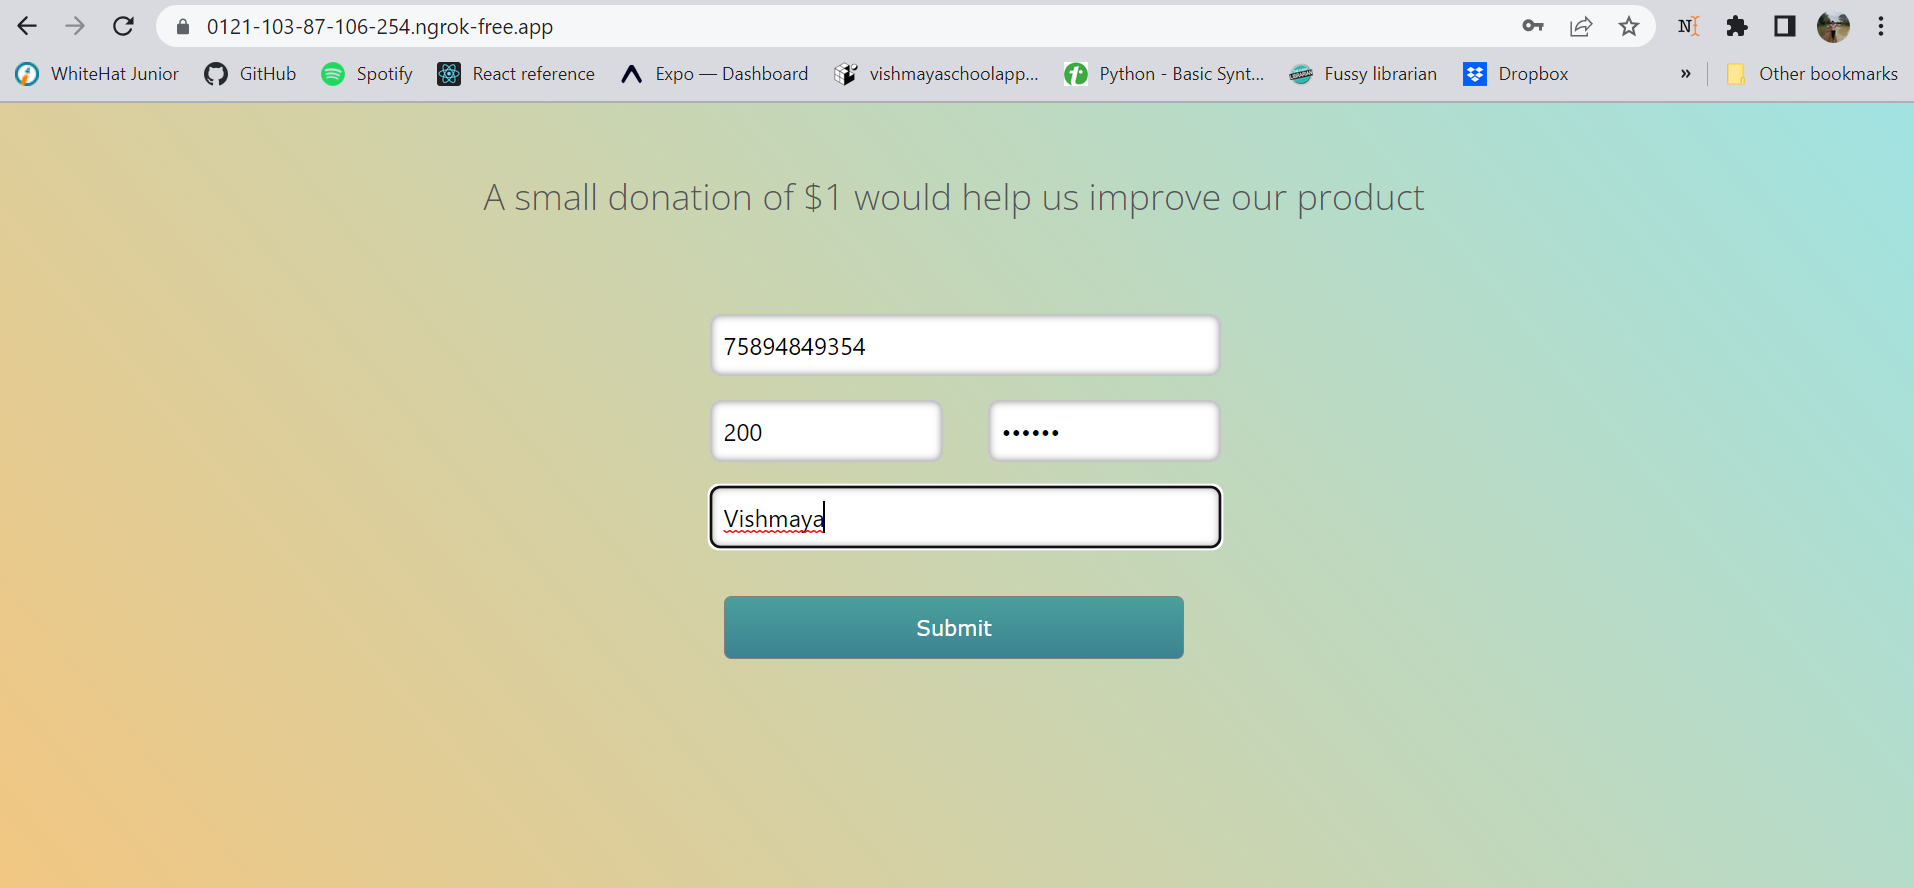 0121-103-87-106-254.ngrok-free.app
WhiteHat Junior GitHub Spotify React reference Expo — Dashboard vishmayaschoolapp... Python - Basic Synt... Fussy librarian Dropbox » Other bookmarks
A small donation of $1 would help us improve our product
75894849354
200 ••••••
Vishmaya
Submit